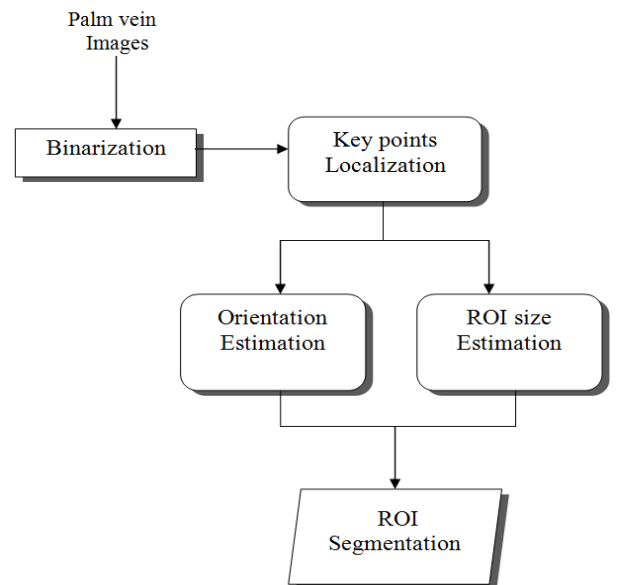 Palm vein
Images
Binarization
Key points
Localization
Orientation
Estimation
ROI size
Estimation
ROI
Segmentation